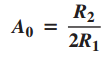 A₀ = R₂ / 2R₁